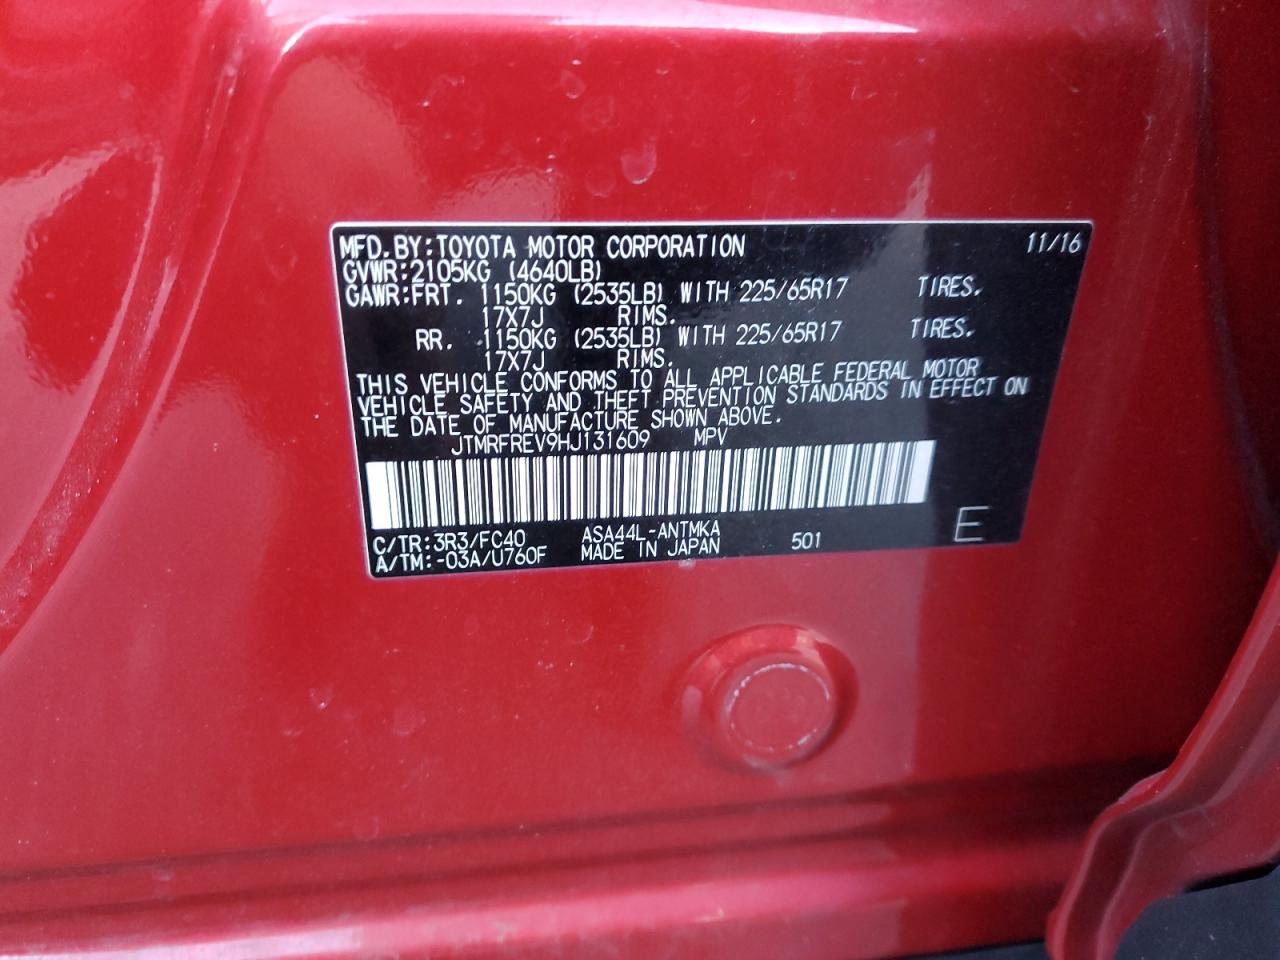 MFD.BY:TOYOTA MOTOR CORPORATION 11/16
GVWR:2105KG (4640LB)
GAWR:FRT. 1150KG (2535LB) WITH 225/65R17 TIRES.
17X7J RIMS.
RR. 1150KG (2535LB) WITH 225/65R17 TIRES.
17X7J RIMS.
THIS VEHICLE CONFORMS TO ALL APPLICABLE FEDERAL MOTOR
VEHICLE SAFETY AND THEFT PREVENTION STANDARDS IN EFFECT ON
THE DATE OF MANUFACTURE SHOWN ABOVE.
JTMRFREV9HJ131609 MPV
C/TR:3R3/FC40 ASA44L-ANTMKA
A/TM:-03A/U760F MADE IN JAPAN 501 E